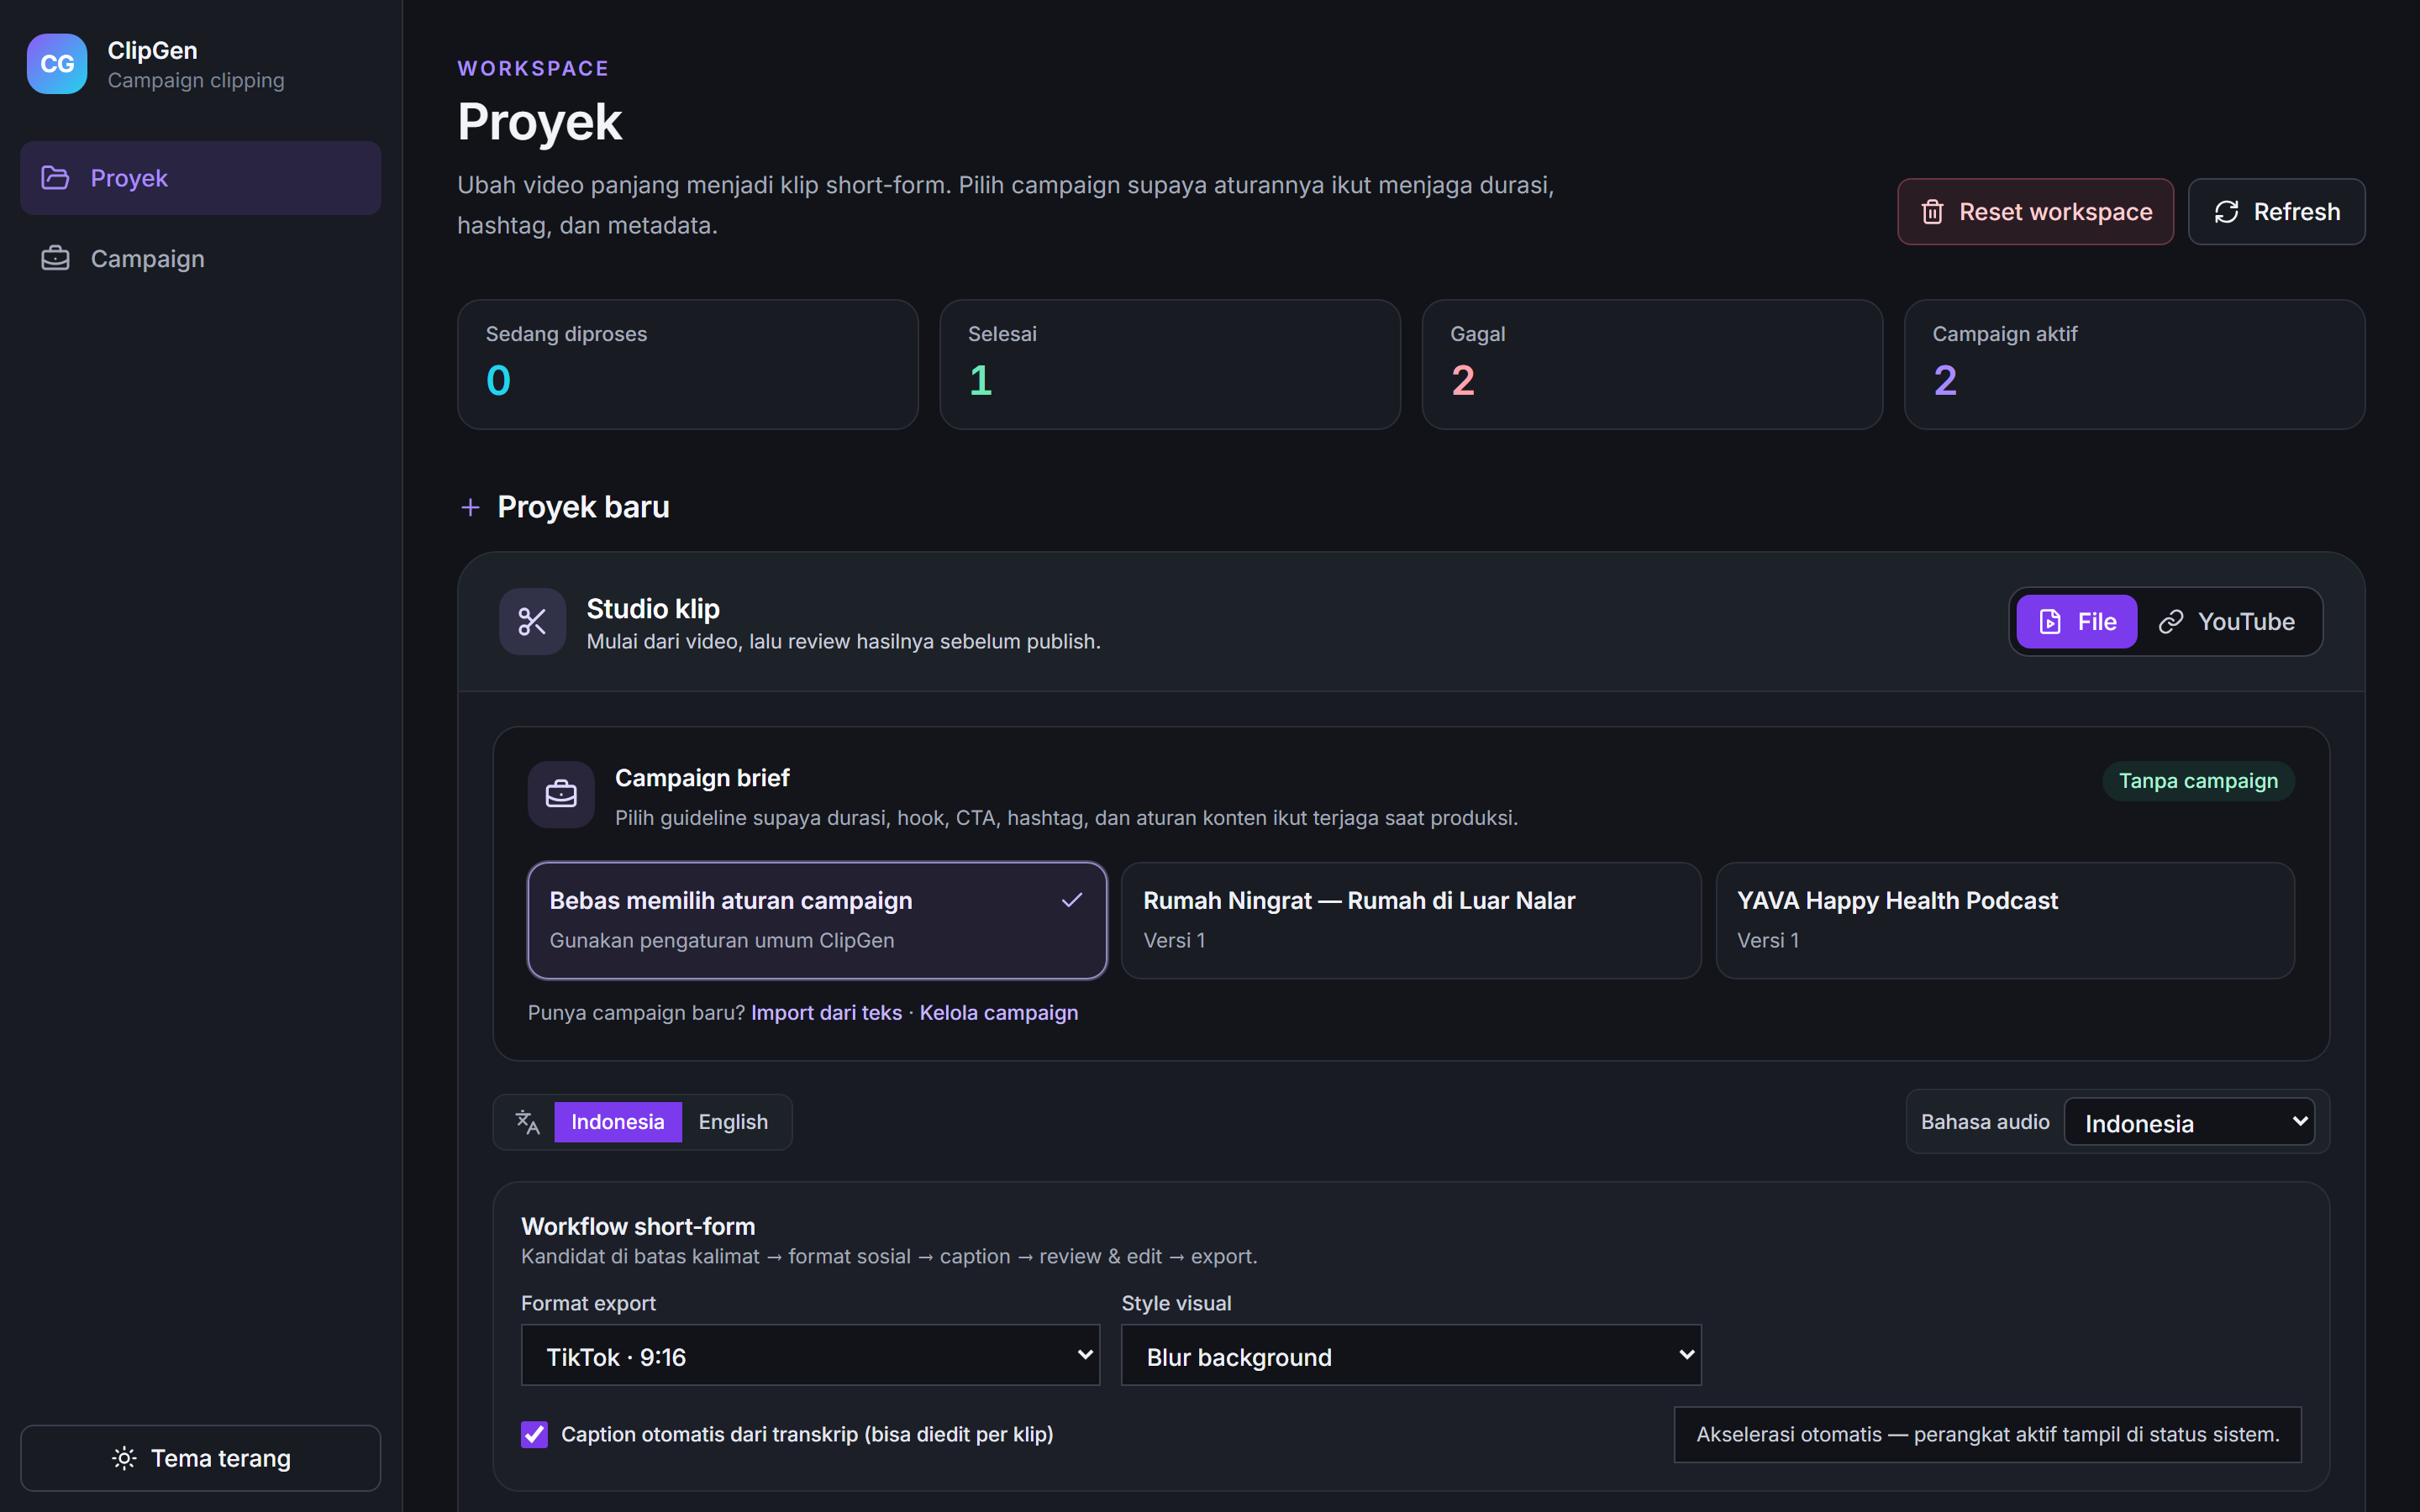 CG
ClipGen
Campaign clipping
Proyek
Campaign
Tema terang
WORKSPACE
Proyek
Ubah video panjang menjadi klip short-form. Pilih campaign supaya aturannya ikut menjaga durasi,
hashtag, dan metadata.
Reset workspace
Refresh
Sedang diproses
0
Selesai
1
Gagal
2
Campaign aktif
2
Proyek baru
Studio klip
Mulai dari video, lalu review hasilnya sebelum publish.
File
YouTube
Campaign brief
Pilih guideline supaya durasi, hook, CTA, hashtag, dan aturan konten ikut terjaga saat produksi.
Tanpa campaign
Bebas memilih aturan campaign
Gunakan pengaturan umum ClipGen
Rumah Ningrat — Rumah di Luar Nalar
Versi 1
YAVA Happy Health Podcast
Versi 1
Punya campaign baru? Import dari teks · Kelola campaign
Indonesia
English
Bahasa audio
Indonesia
Workflow short-form
Kandidat di batas kalimat → format sosial → caption → review & edit → export.
Format export
TikTok · 9:16
Style visual
Blur background
Caption otomatis dari transkrip (bisa diedit per klip)
Akselerasi otomatis — perangkat aktif tampil di status sistem.